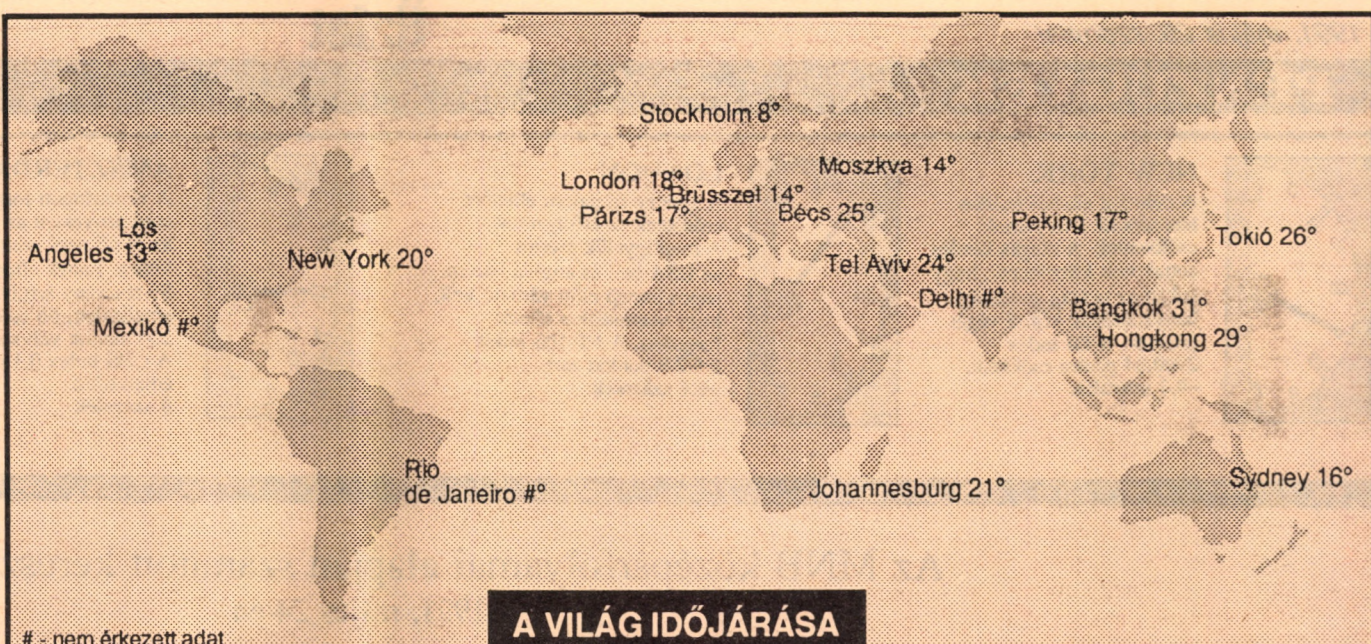 Stockholm 8°
Moszkva 14°
London 18°
Brüsszel 14°
Párizs 17°
Bécs 25°
Peking 17°
Los
Angeles 13°
New York 20°
Tokió 26°
Tel Aviv 24°
Delhi #°
Mexikó #°
Bangkok 31°
Hongkong 29°
Rio
de Janeiro #°
Johannesburg 21°
Sydney 16°
A VILÁG IDŐJÁRÁSA
# - nem érkezett adat